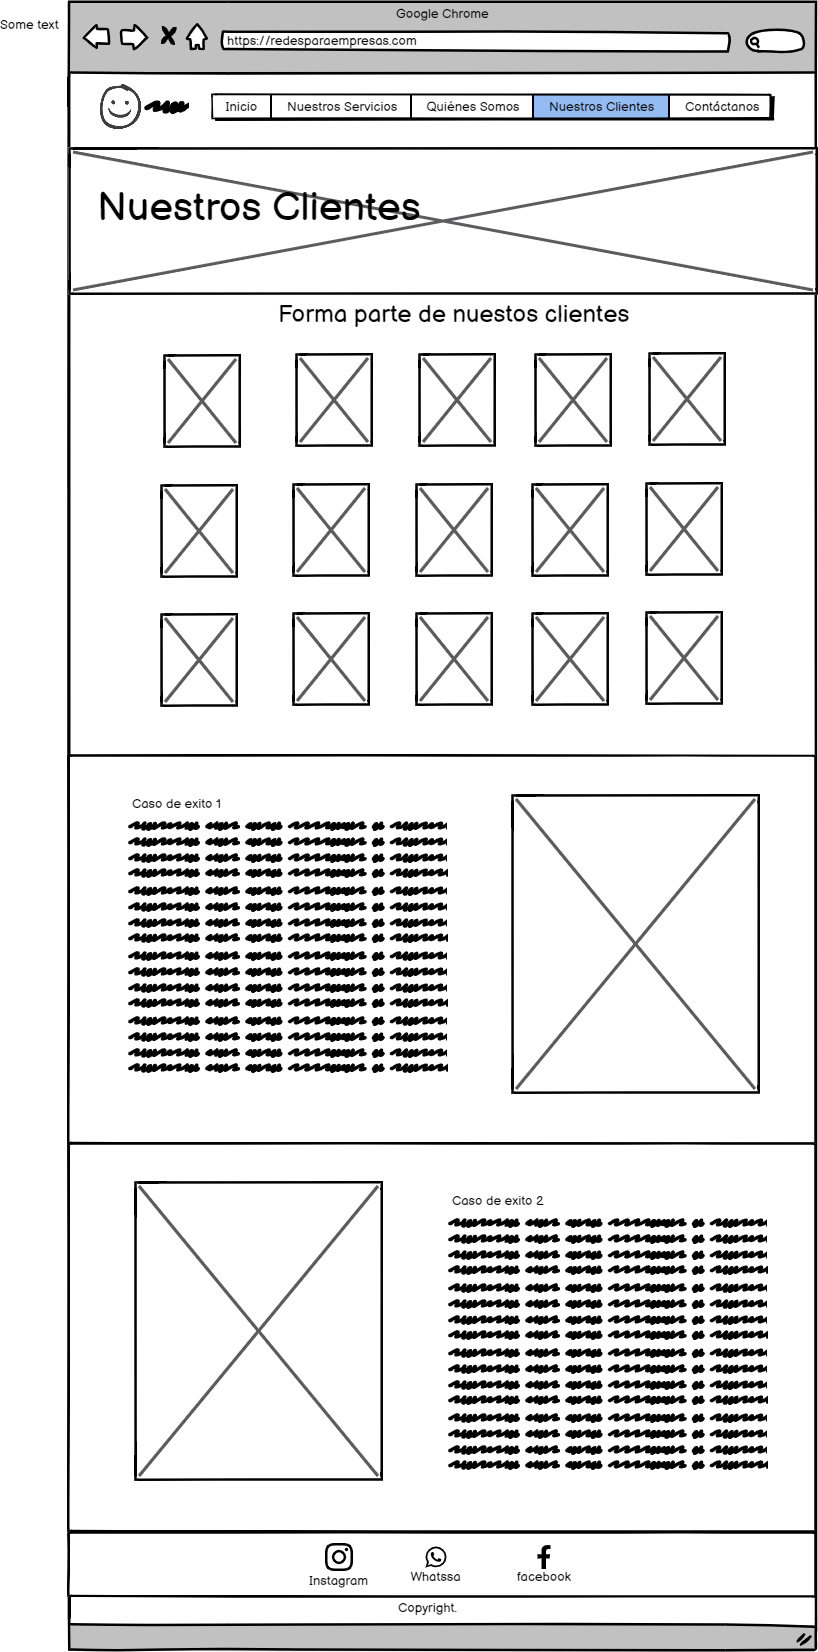 Some text
Google Chrome
https://redesparaempresas.com
Inicio
Nuestros Servicios
Quiénes Somos
Nuestros Clientes
Contáctanos
Nuestros Clientes
Forma parte de nuestos clientes
Caso de exito 1
Caso de exito 2
Instagram
Whatssa
facebook
Copyright.